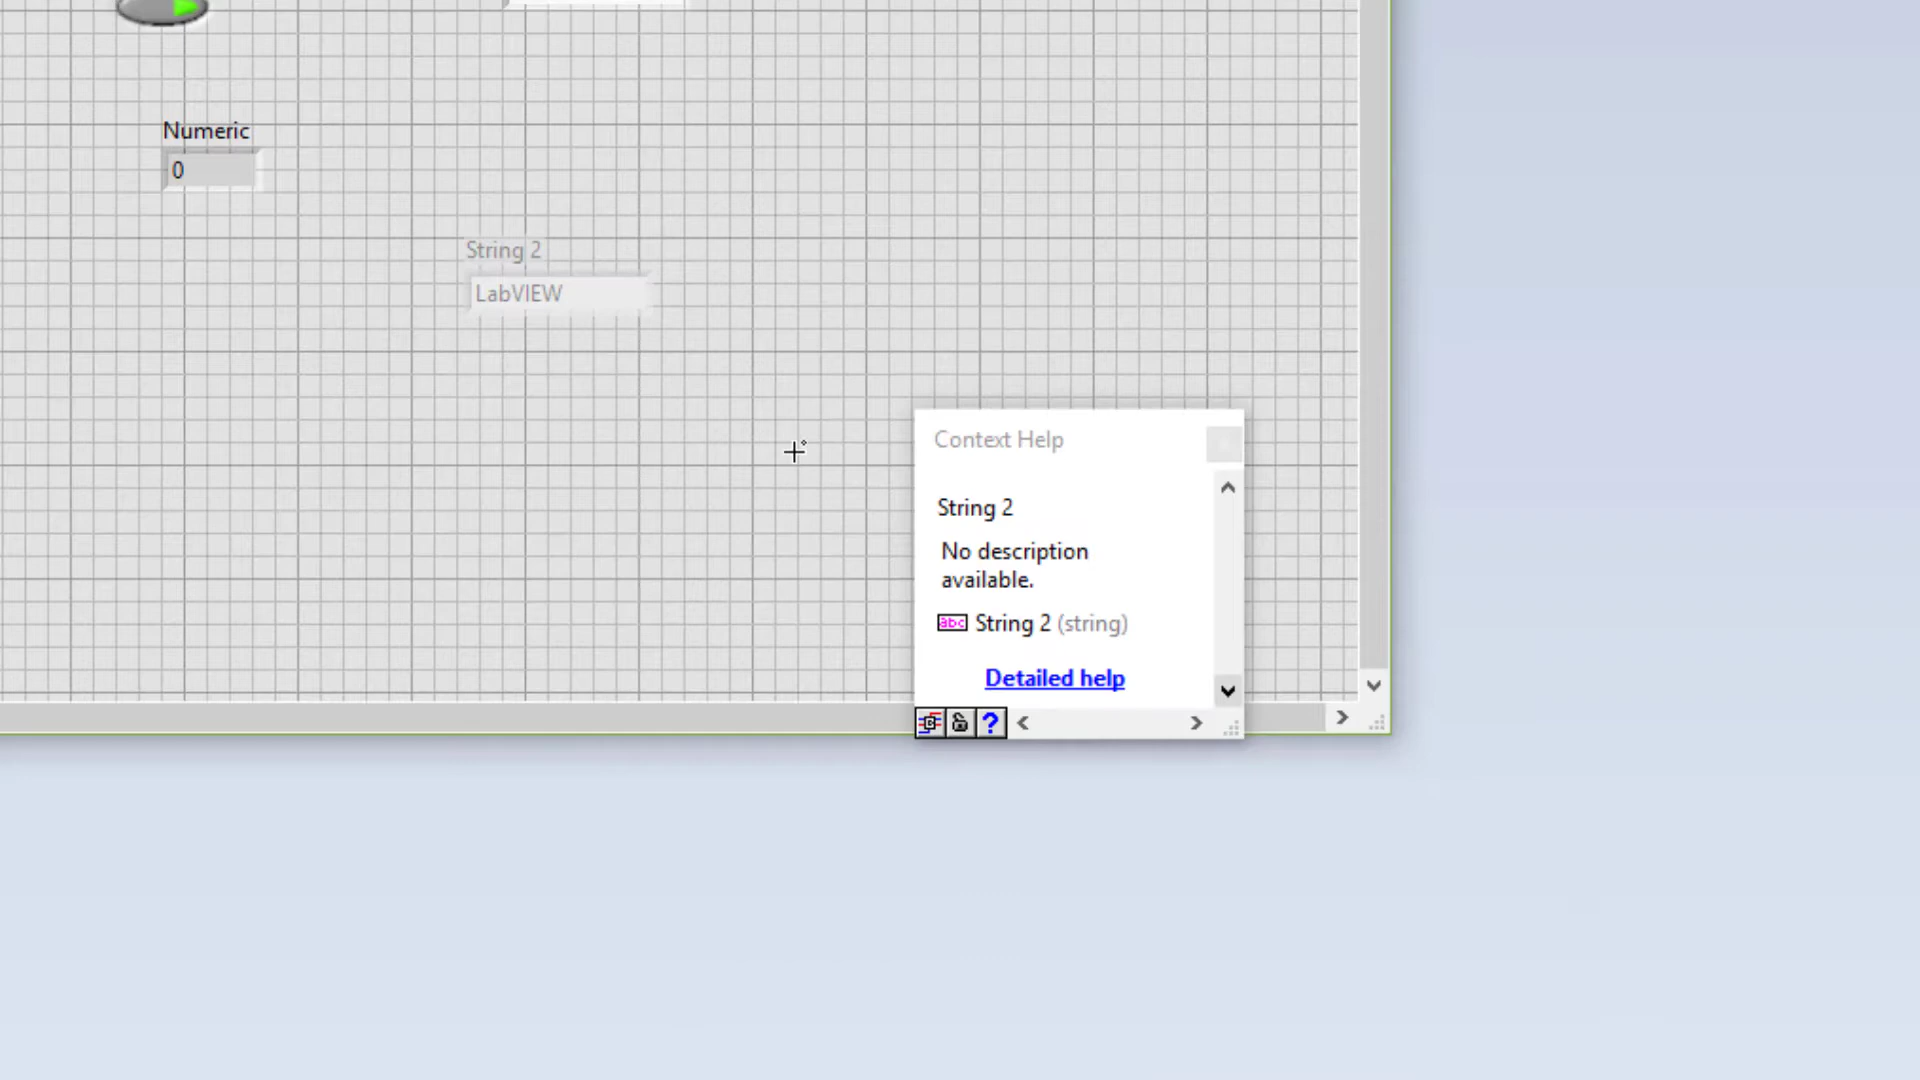 Numeric
0
String 2
LabVIEW
Context Help
String 2
No description
available.
abc String 2 (string)
Detailed help
?